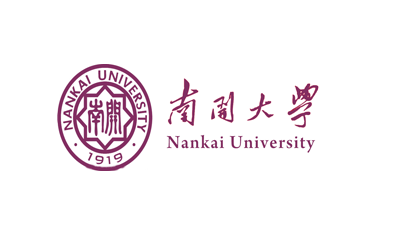 NANKAI UNIVERSITY
南開
· 1919 ·
南開大學
Nankai University